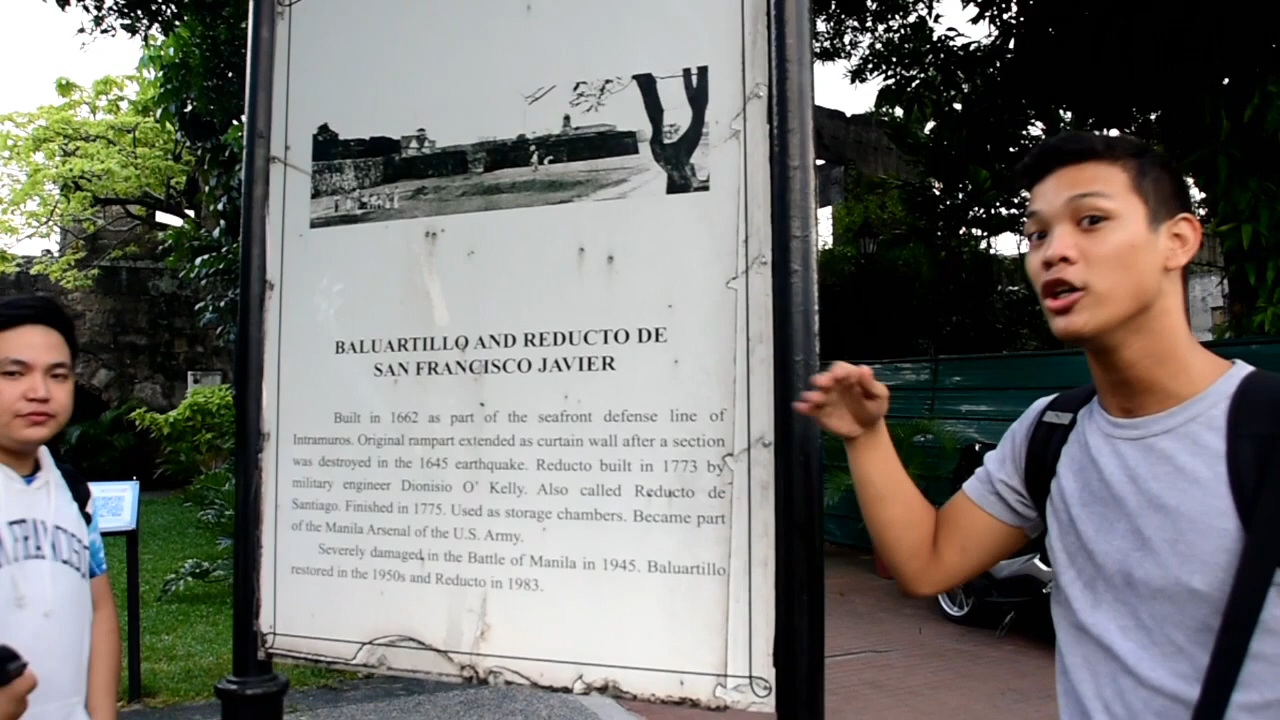 BALUARTILLO AND REDUCTO DE
SAN FRANCISCO JAVIER
Built in 1662 as part of the seafront defense line of
Intramuros. Original rampart extended as curtain wall after a section
was destroyed in the 1645 earthquake. Reducto built in 1773 by
military engineer Dionisio O' Kelly. Also called Reducto de
Santiago. Finished in 1775. Used as storage chambers. Became part
of the Manila Arsenal of the U.S. Army.
Severely damaged in the Battle of Manila in 1945. Baluartillo
restored in the 1950s and Reducto in 1983.